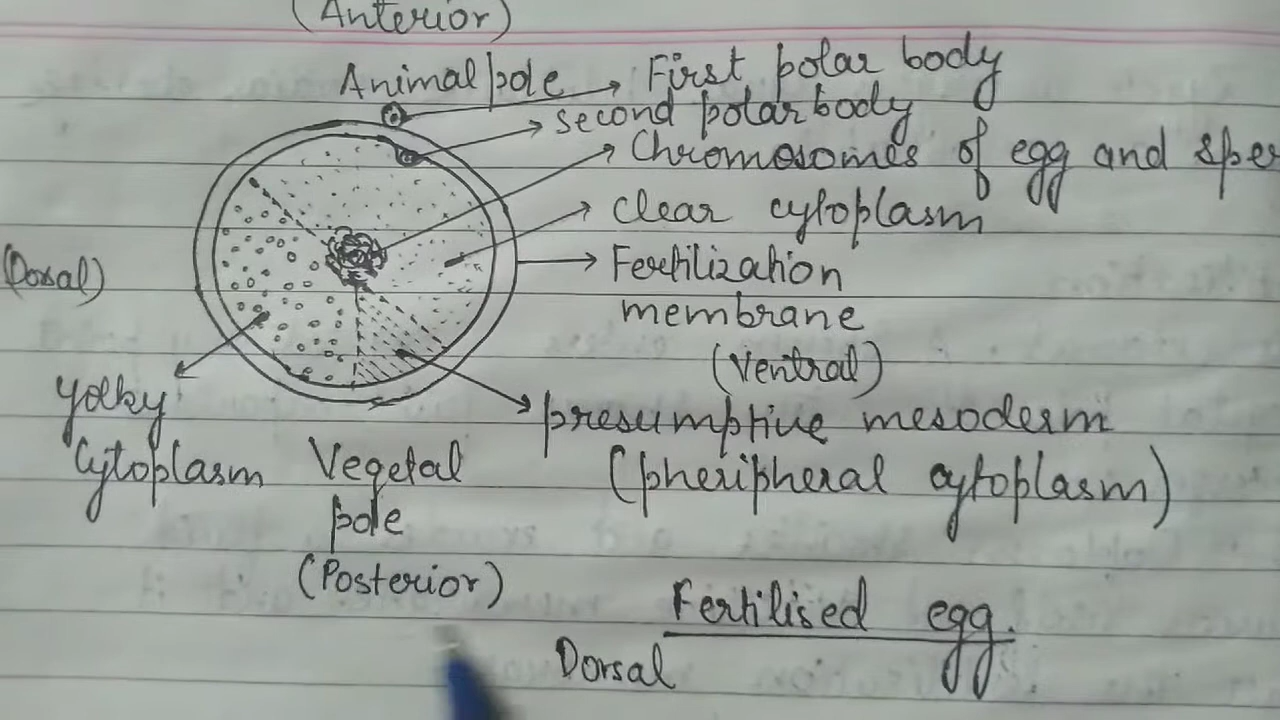 (Anterior)
Animal pole
First polar body
second polar body
Chromosomes of egg and sper
clear cytoplasm
(Dorsal)
Fertilization
membrane
(Ventral)
yolky
Cytoplasm
presumptive mesoderm
(pheripheral cytoplasm)
Vegetal
pole
(Posterior)
Fertilised egg.
Dorsal